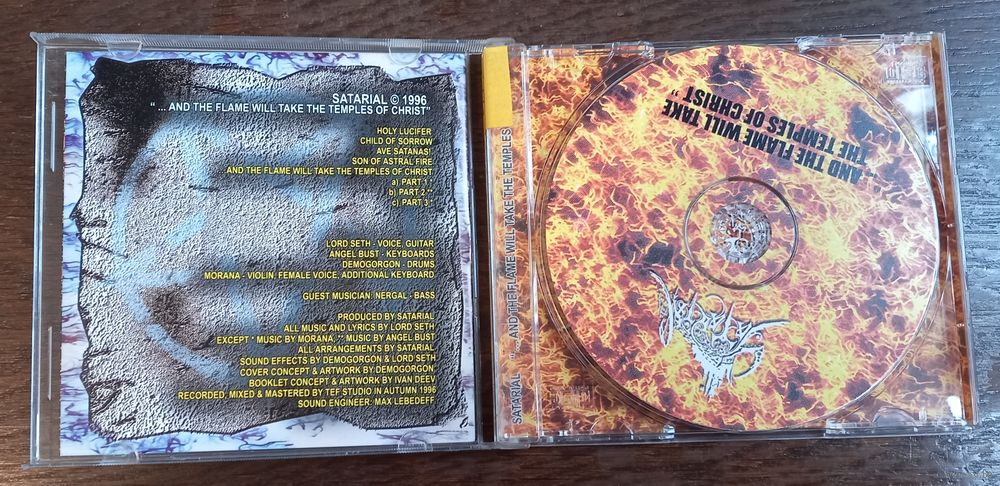 SATARIAL © 1996
" ... AND THE FLAME WILL TAKE THE TEMPLES OF CHRIST"
HOLY LUCIFER
CHILD OF SORROW
AVE SATANAS!
SON OF ASTRAL FIRE
...AND THE FLAME WILL TAKE THE TEMPLES OF CHRIST
a) PART 1 *
b) PART 2 **
c) PART 3 *
LORD SETH - VOICE, GUITAR
ANGEL BUST - KEYBOARDS
DEMOGORGON - DRUMS
MORANA - VIOLIN, FEMALE VOICE, ADDITIONAL KEYBOARD
GUEST MUSICIAN: NERGAL - BASS
PRODUCED BY SATARIAL
ALL MUSIC AND LYRICS BY LORD SETH
EXCEPT * MUSIC BY MORANA, ** MUSIC BY ANGEL BUST
ALL ARRANGEMENTS BY SATARIAL
SOUND EFFECTS BY DEMOGORGON & LORD SETH
COVER CONCEPT & ARTWORK BY DEMOGORGON
BOOKLET CONCEPT & ARTWORK BY IVAN DEEV
RECORDED, MIXED & MASTERED BY TEF STUDIO IN AUTUMN 1996
SOUND ENGINEER: MAX LEBEDEFF
SATARIAL "... AND THE FLAME WILL TAKE THE TEMPLES
"... AND THE FLAME WILL TAKE
THE TEMPLES OF CHRIST"